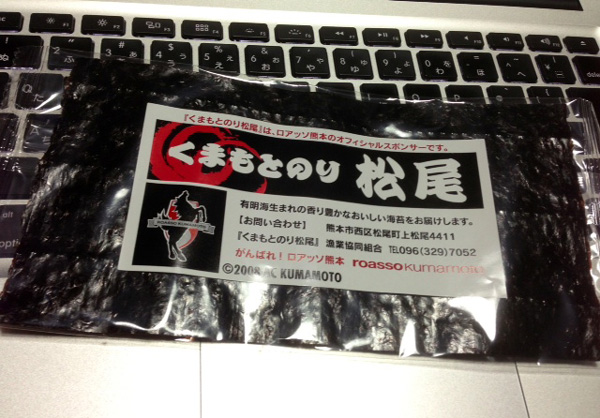 『くまもとのり松尾』は、ロアッソ熊本のオフィシャルスポンサーです。
くまもとのり 松尾
有明海生まれの香り豊かなおいしい海苔をお届けします。
【お問い合わせ】 熊本市西区松尾町上松尾4411
『くまもとのり松尾』 漁業協同組合 TEL096(329)7052
がんばれ！ロアッソ熊本 roassokumamoto
ROASSO KUMAMOTO
©2008 AC KUMAMOTO
option